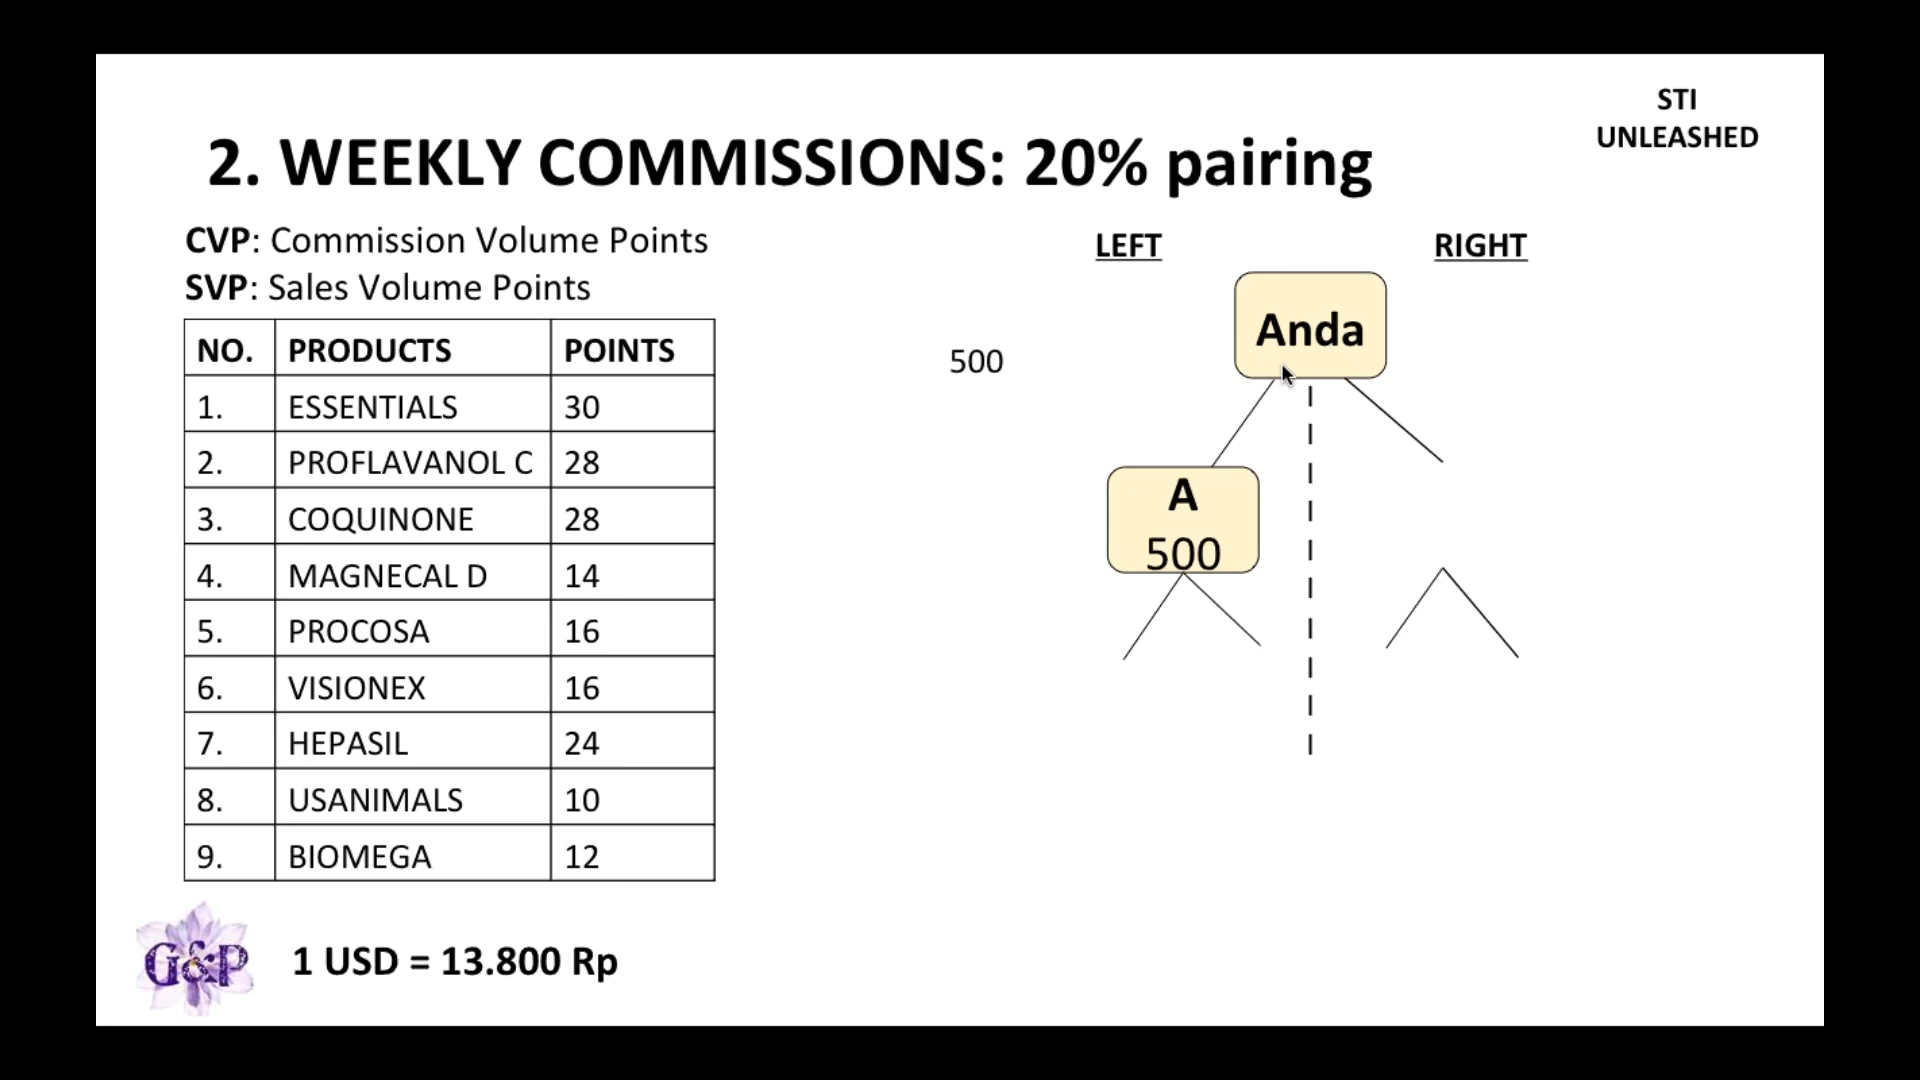 STI
UNLEASHED
2. WEEKLY COMMISSIONS: 20% pairing
CVP: Commission Volume Points
SVP: Sales Volume Points
NO. PRODUCTS POINTS
1. ESSENTIALS 30
2. PROFLAVANOL C 28
3. COQUINONE 28
4. MAGNECAL D 14
5. PROCOSA 16
6. VISIONEX 16
7. HEPASIL 24
8. USANIMALS 10
9. BIOMEGA 12
LEFT RIGHT
Anda
500
A
500
G&P
1 USD = 13.800 Rp